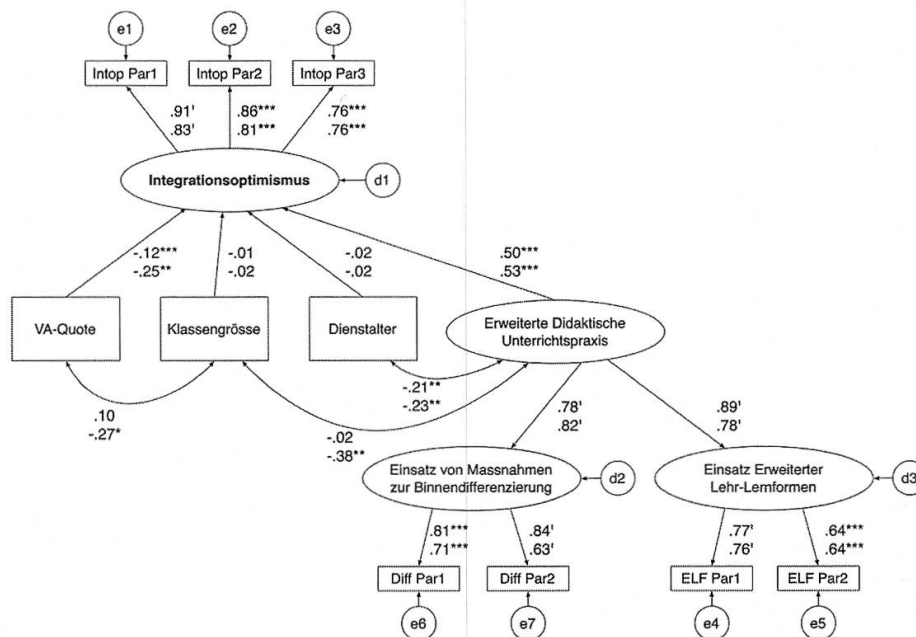 e1 e2 e3
Intop Par1 Intop Par2 Intop Par3
.91' .86*** .76***
.83' .81*** .76***
Integrationsoptimismus d1
-.12*** -.01 -.02 .50***
-.25** -.02 -.02 .53***
VA-Quote Klassengrösse Dienstalter Erweiterte Didaktische
Unterrichtspraxis
-.21**
-.23**
.10
-.27*
-.02
-.38**
.78' .89'
.82' .78'
Einsatz von Massnahmen
zur Binnendifferenzierung
d2
Einsatz Erweiterter
Lehr-Lernformen
d3
.81*** .84' .77' .64***
.71*** .63' .76' .64***
Diff Par1 Diff Par2 ELF Par1 ELF Par2
e6 e7 e4 e5